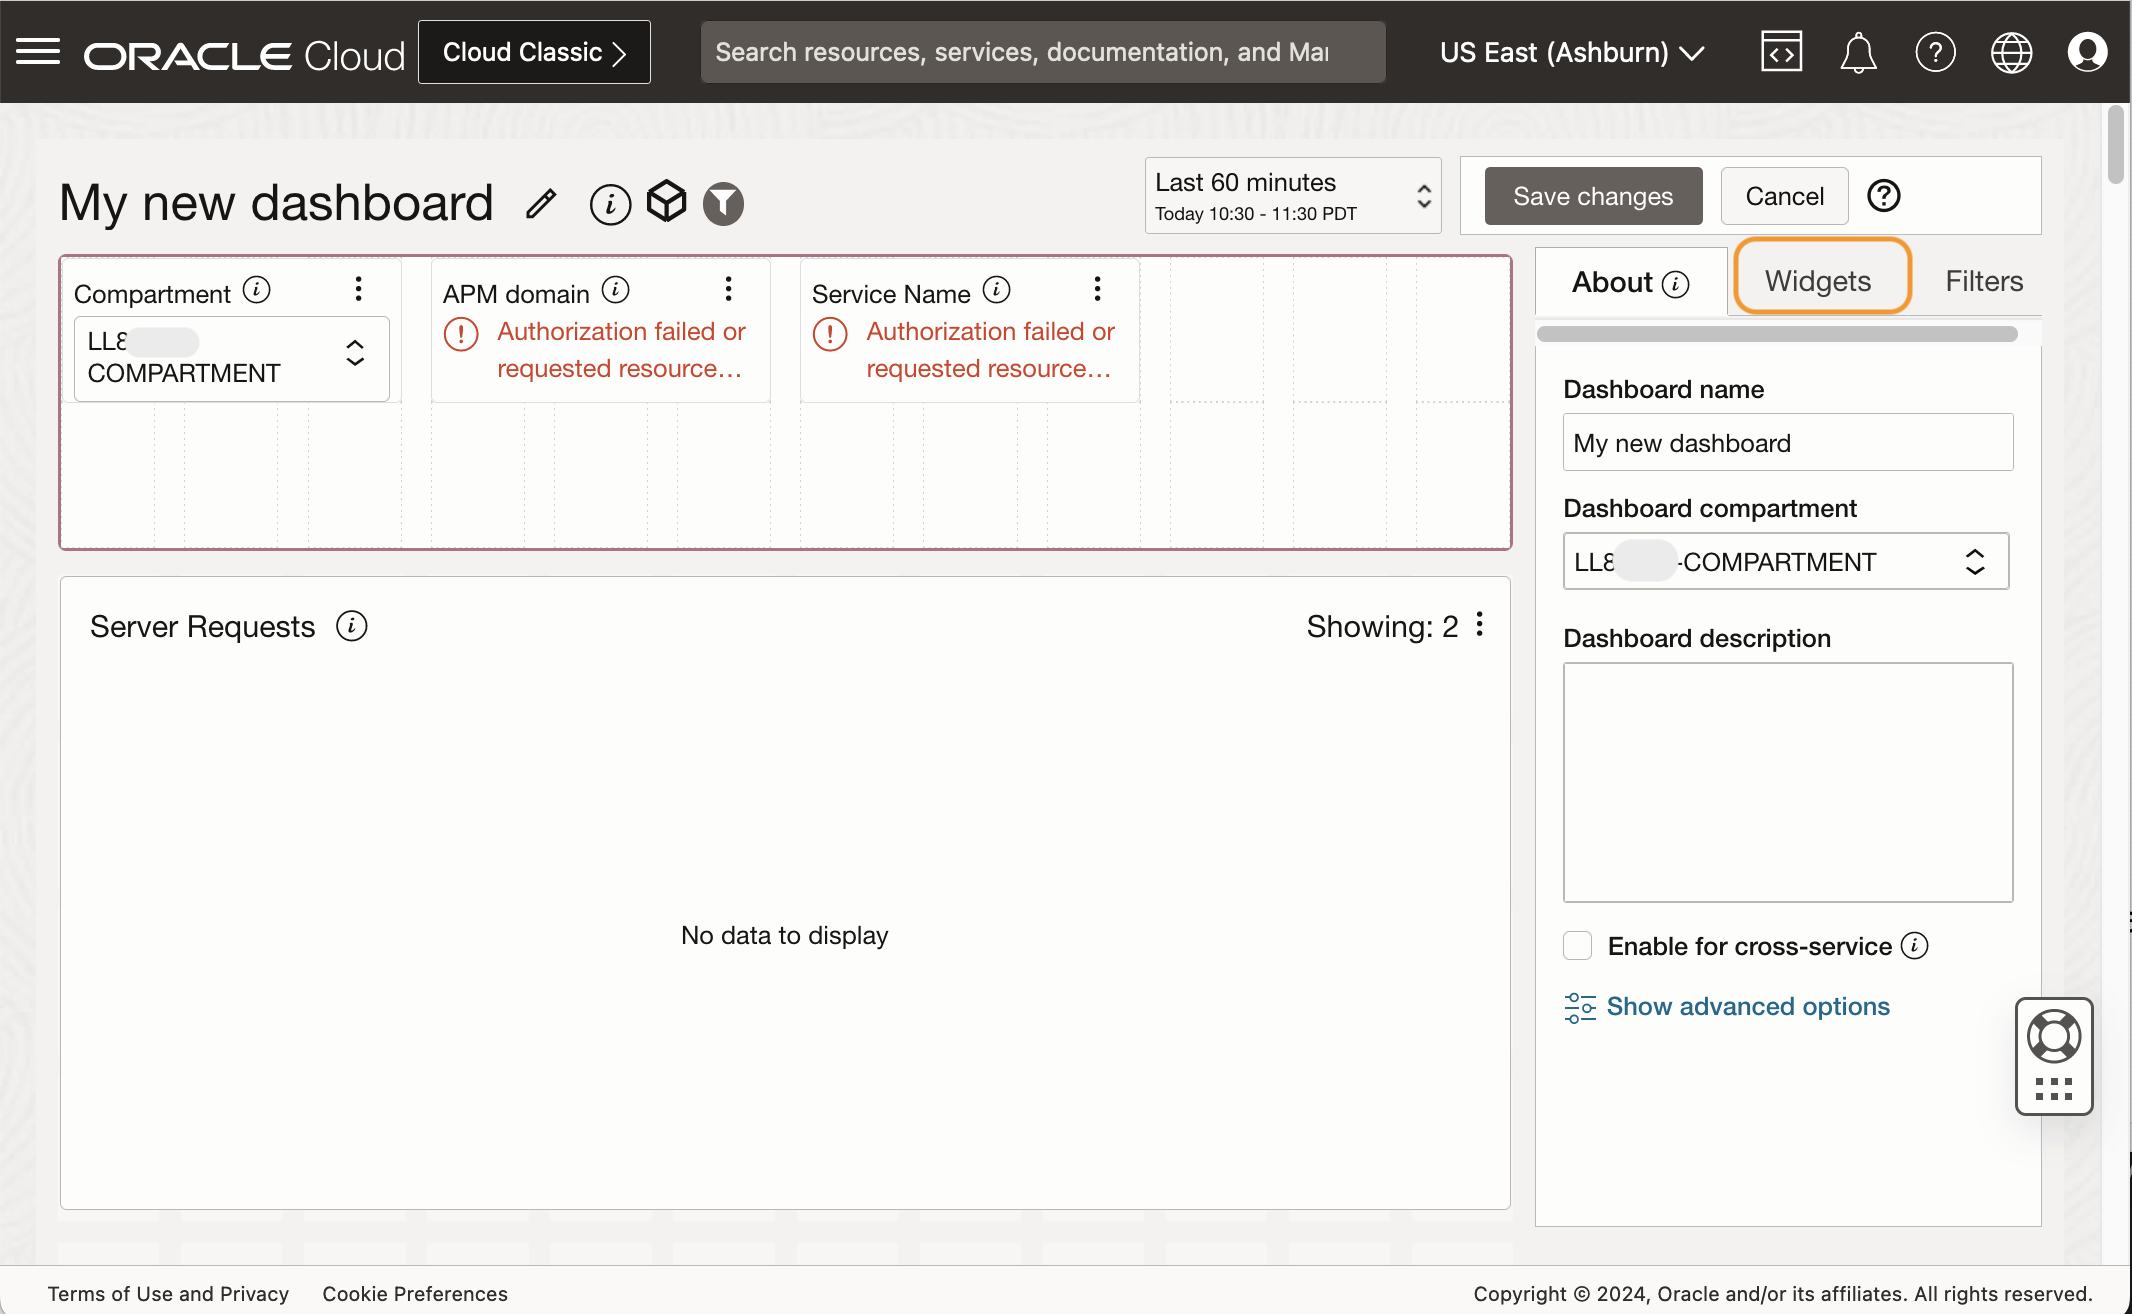 ORACLE Cloud
Cloud Classic
Search resources, services, documentation, and Mar
US East (Ashburn)
My new dashboard
Last 60 minutes
Today 10:30 - 11:30 PDT
Save changes
Cancel
Compartment
LL8
COMPARTMENT
APM domain
Authorization failed or
requested resource...
Service Name
Authorization failed or
requested resource...
Server Requests
Showing: 2
No data to display
About
Widgets
Filters
Dashboard name
My new dashboard
Dashboard compartment
LL8 -COMPARTMENT
Dashboard description
Enable for cross-service
Show advanced options
Terms of Use and Privacy
Cookie Preferences
Copyright © 2024, Oracle and/or its affiliates. All rights reserved.